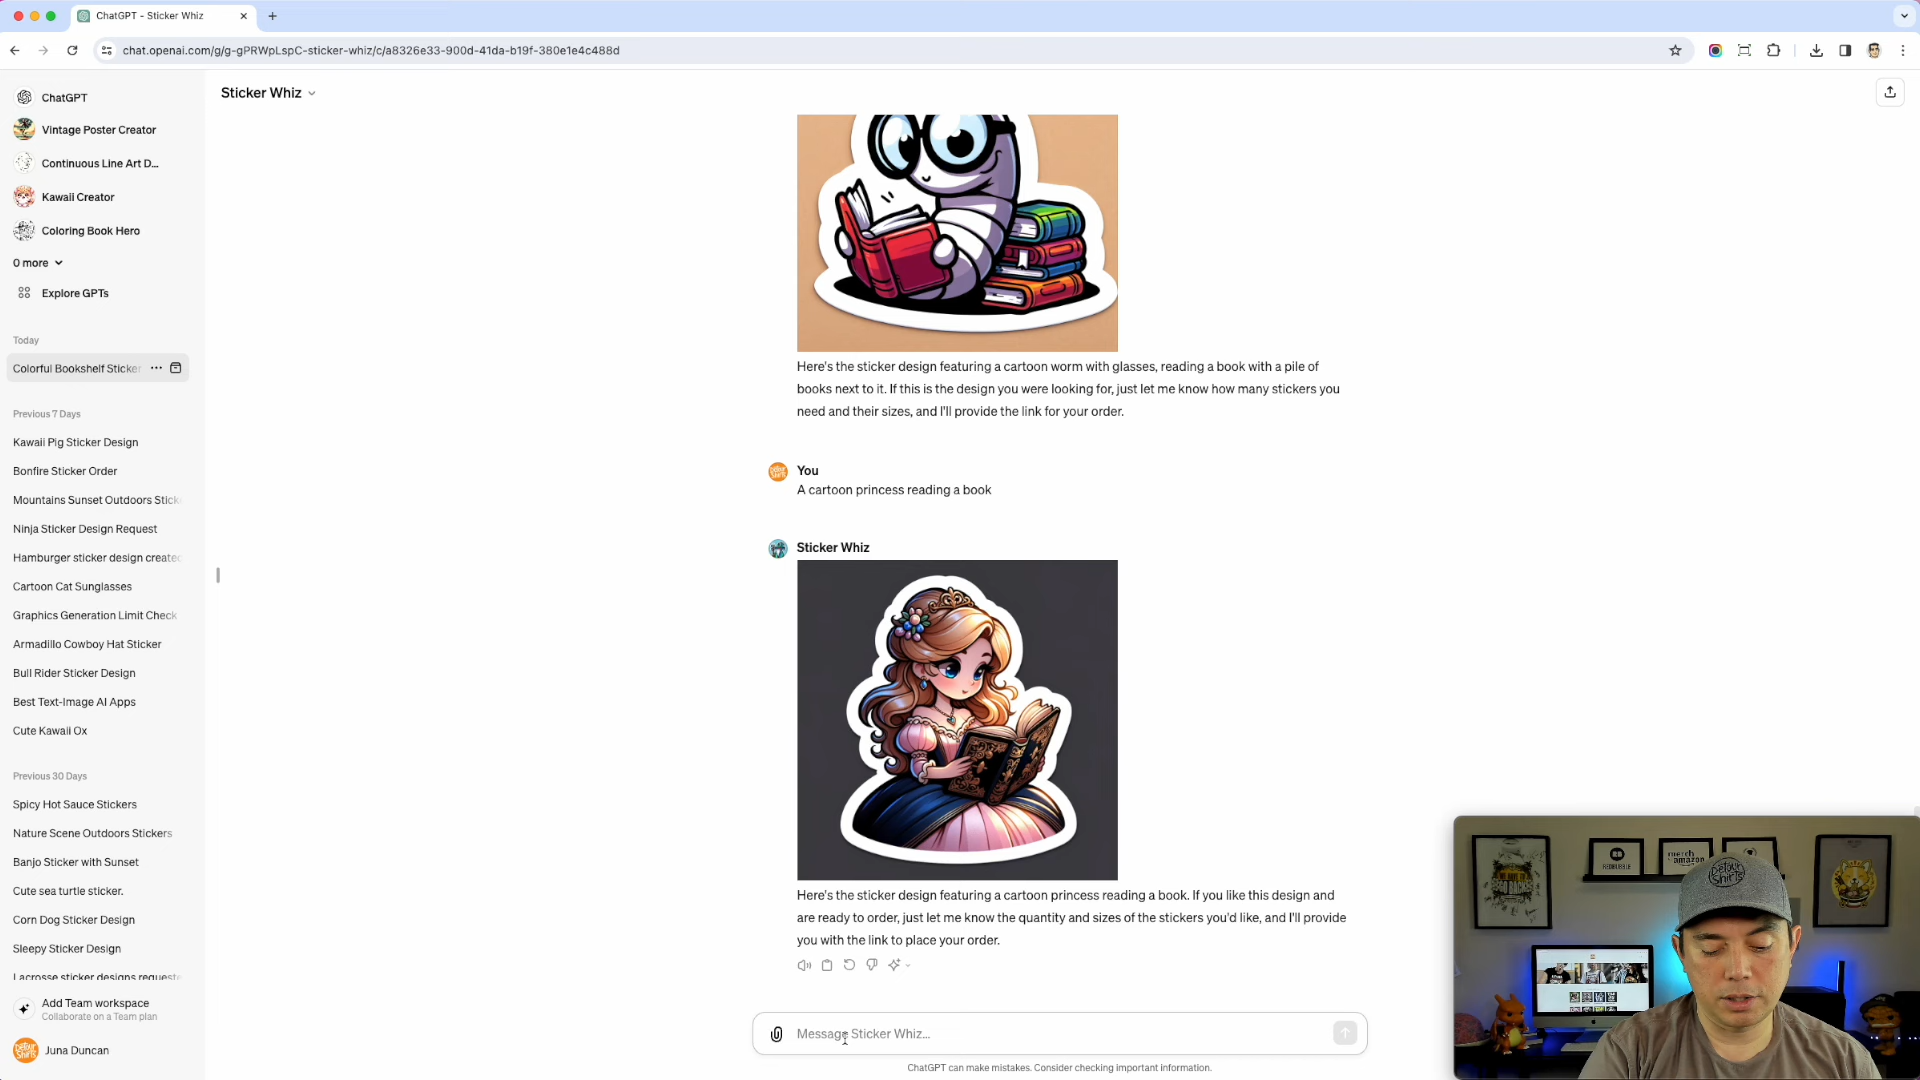 ChatGPT - Sticker Whiz
chat.openai.com/g/g-gPRWpLspC-sticker-whiz/c/a8326e33-900d-41da-b19f-380e1e4c488d
ChatGPT
Vintage Poster Creator
Continuous Line Art D...
Kawaii Creator
Coloring Book Hero
0 more
Explore GPTs
Today
Colorful Bookshelf Sticker
Previous 7 Days
Kawaii Pig Sticker Design
Bonfire Sticker Order
Mountains Sunset Outdoors Stick
Ninja Sticker Design Request
Hamburger sticker design created
Cartoon Cat Sunglasses
Graphics Generation Limit Check
Armadillo Cowboy Hat Sticker
Bull Rider Sticker Design
Best Text-Image AI Apps
Cute Kawaii Ox
Previous 30 Days
Spicy Hot Sauce Stickers
Nature Scene Outdoors Stickers
Banjo Sticker with Sunset
Cute sea turtle sticker.
Corn Dog Sticker Design
Sleepy Sticker Design
Lacrosse sticker designs requeste
Add Team workspace
Collaborate on a Team plan
Juna Duncan
Sticker Whiz
Here's the sticker design featuring a cartoon worm with glasses, reading a book with a pile of
books next to it. If this is the design you were looking for, just let me know how many stickers you
need and their sizes, and I'll provide the link for your order.
You
A cartoon princess reading a book
Sticker Whiz
Here's the sticker design featuring a cartoon princess reading a book. If you like this design and
are ready to order, just let me know the quantity and sizes of the stickers you'd like, and I'll provide
you with the link to place your order.
Message Sticker Whiz...
ChatGPT can make mistakes. Consider checking important information.
REDBUBBLE
merch
amazon
DETOUR
SHIRTS